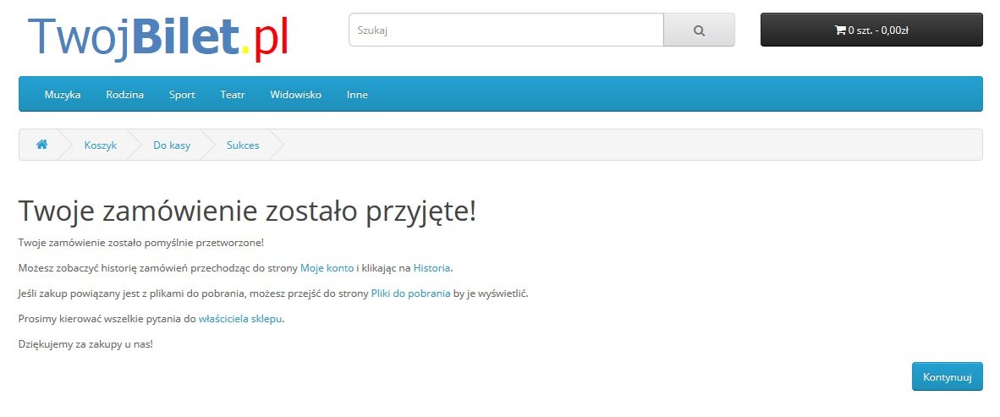 TwojBilet.pl
Szukaj
0 szt. - 0,00zł
Muzyka Rodzina Sport Teatr Widowisko Inne
Koszyk Do kasy Sukces
Twoje zamówienie zostało przyjęte!
Twoje zamówienie zostało pomyślnie przetworzone!
Możesz zobaczyć historię zamówień przechodząc do strony Moje konto i klikając na Historia.
Jeśli zakup powiązany jest z plikami do pobrania, możesz przejść do strony Pliki do pobrania by je wyświetlić.
Prosimy kierować wszelkie pytania do właściciela sklepu.
Dziękujemy za zakupy u nas!
Kontynuuj